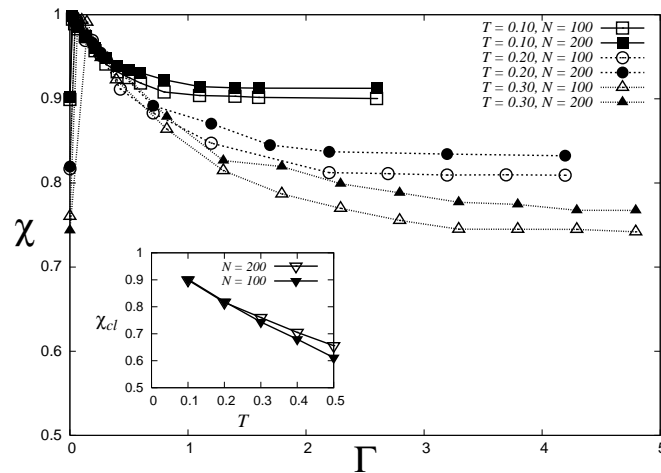 1
T = 0.10, N = 100
T = 0.10, N = 200
T = 0.20, N = 100
T = 0.20, N = 200
T = 0.30, N = 100
T = 0.30, N = 200
0.9
0.8
χ
0.7
0.6
0.5
0 1 2 3 4 5
Γ
1
N = 200
N = 100
0.9
0.8
χcl
0.7
0.6
0.5
0 0.1 0.2 0.3 0.4 0.5
T